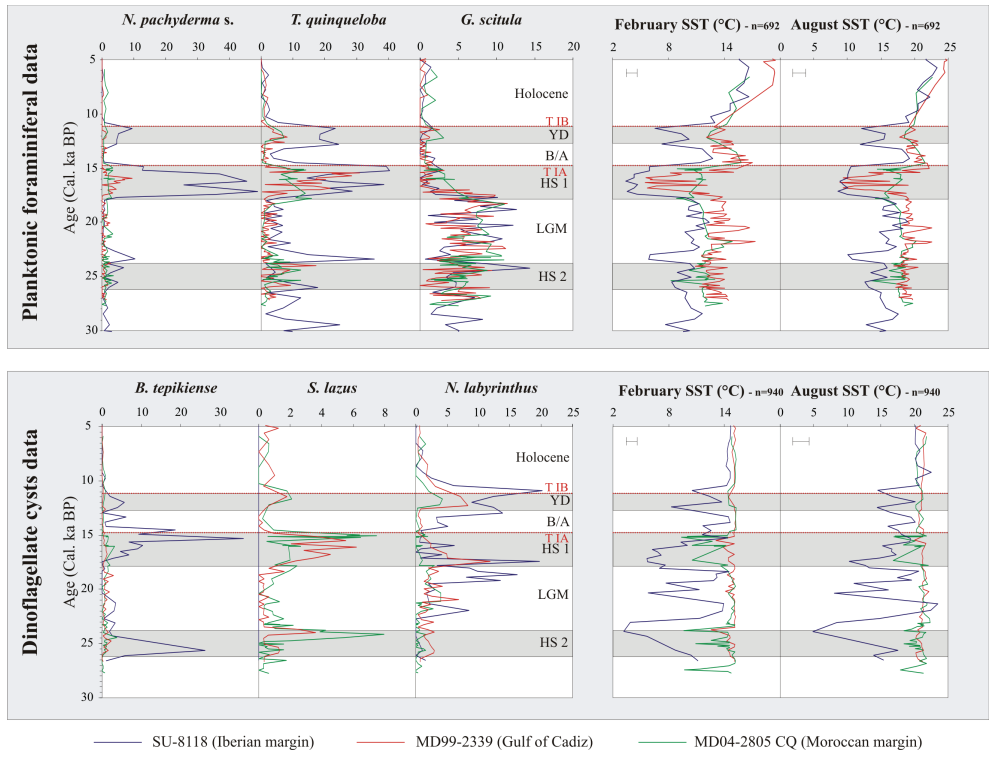 N. pachyderma s.
T. quinqueloba
G. scitula
February SST (°C) - n=692
August SST (°C) - n=692
0 10 20 30 40
0 10 20 30 40
0 5 10 15 20
2 8 14
0 5 10 15 20 25
Planktonic foraminiferal data
Age (Cal. ka BP)
5
10
15
20
25
30
Holocene
T IB
YD
B/A
T IA
HS 1
LGM
HS 2
B. tepikiense
S. lazus
N. labyrinthus
February SST (°C) - n=940
August SST (°C) - n=940
0 10 20 30 40
0 2 4 6 8
0 5 10 15 20 25
2 8 14
0 5 10 15 20 25
Dinoflagellate cysts data
Age (Cal. ka BP)
5
10
15
20
25
30
Holocene
T IB
YD
B/A
T IA
HS 1
LGM
HS 2
SU-8118 (Iberian margin)
MD99-2339 (Gulf of Cadiz)
MD04-2805 CQ (Moroccan margin)